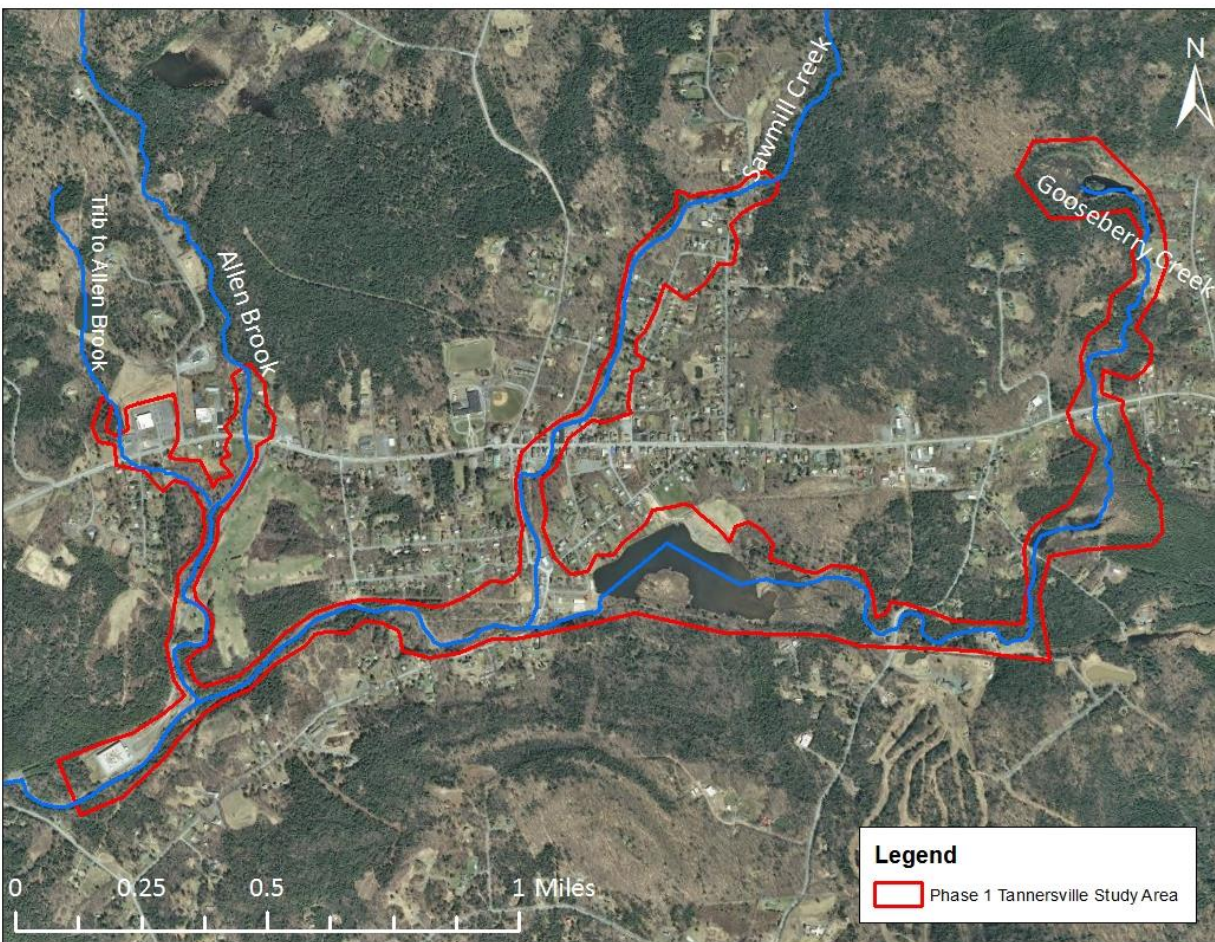 N
Sawmill Creek
Gooseberry Creek
Trib to Allen Brook
Allen Brook
Legend
Phase 1 Tannersville Study Area
0 0.25 0.5 1 Miles